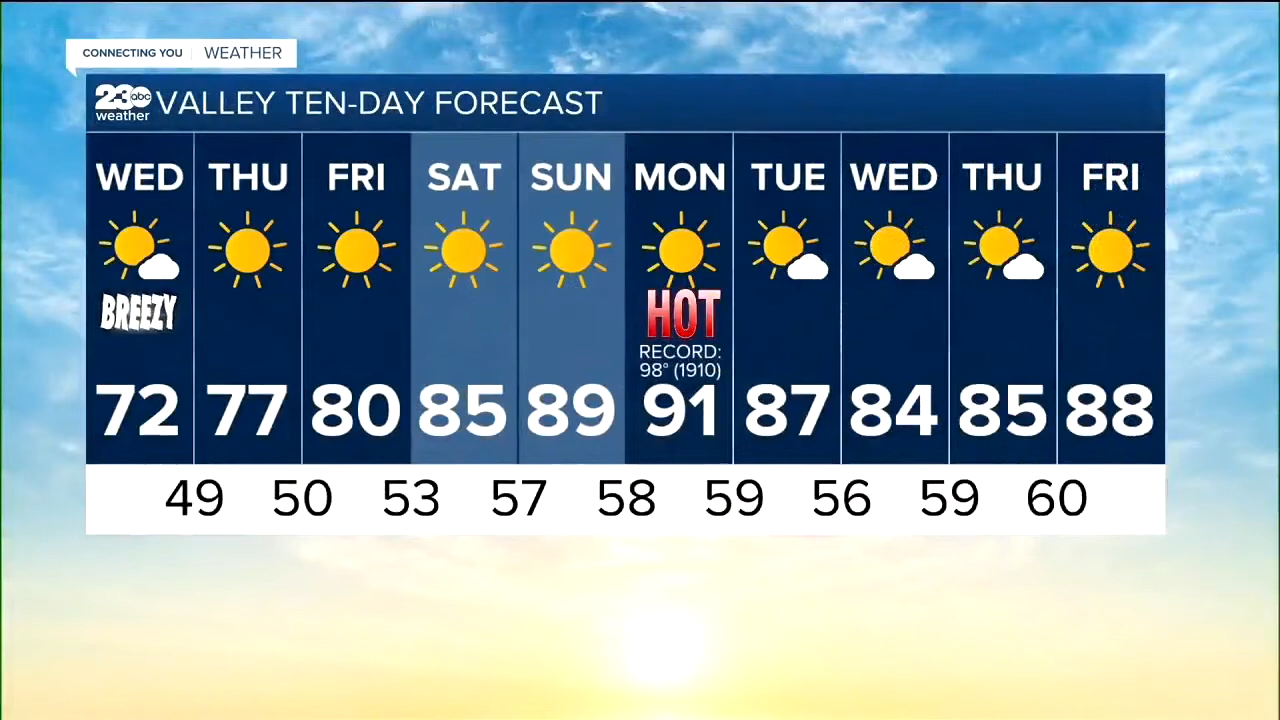 CONNECTING YOU WEATHER
23 abc
weather
VALLEY TEN-DAY FORECAST
WED THU FRI SAT SUN MON TUE WED THU FRI
BREEZY HOT
RECORD:
98° (1910)
72 77 80 85 89 91 87 84 85 88
49 50 53 57 58 59 56 59 60